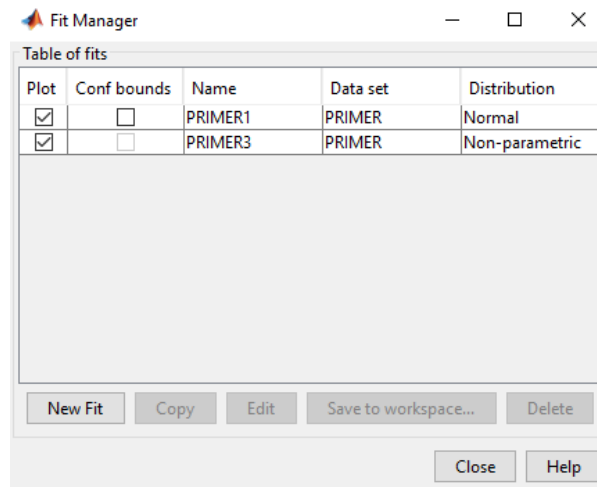 Fit Manager
Table of fits
Plot Conf bounds Name Data set Distribution
PRIMER1 PRIMER Normal
PRIMER3 PRIMER Non-parametric
New Fit Copy Edit Save to workspace... Delete
Close Help